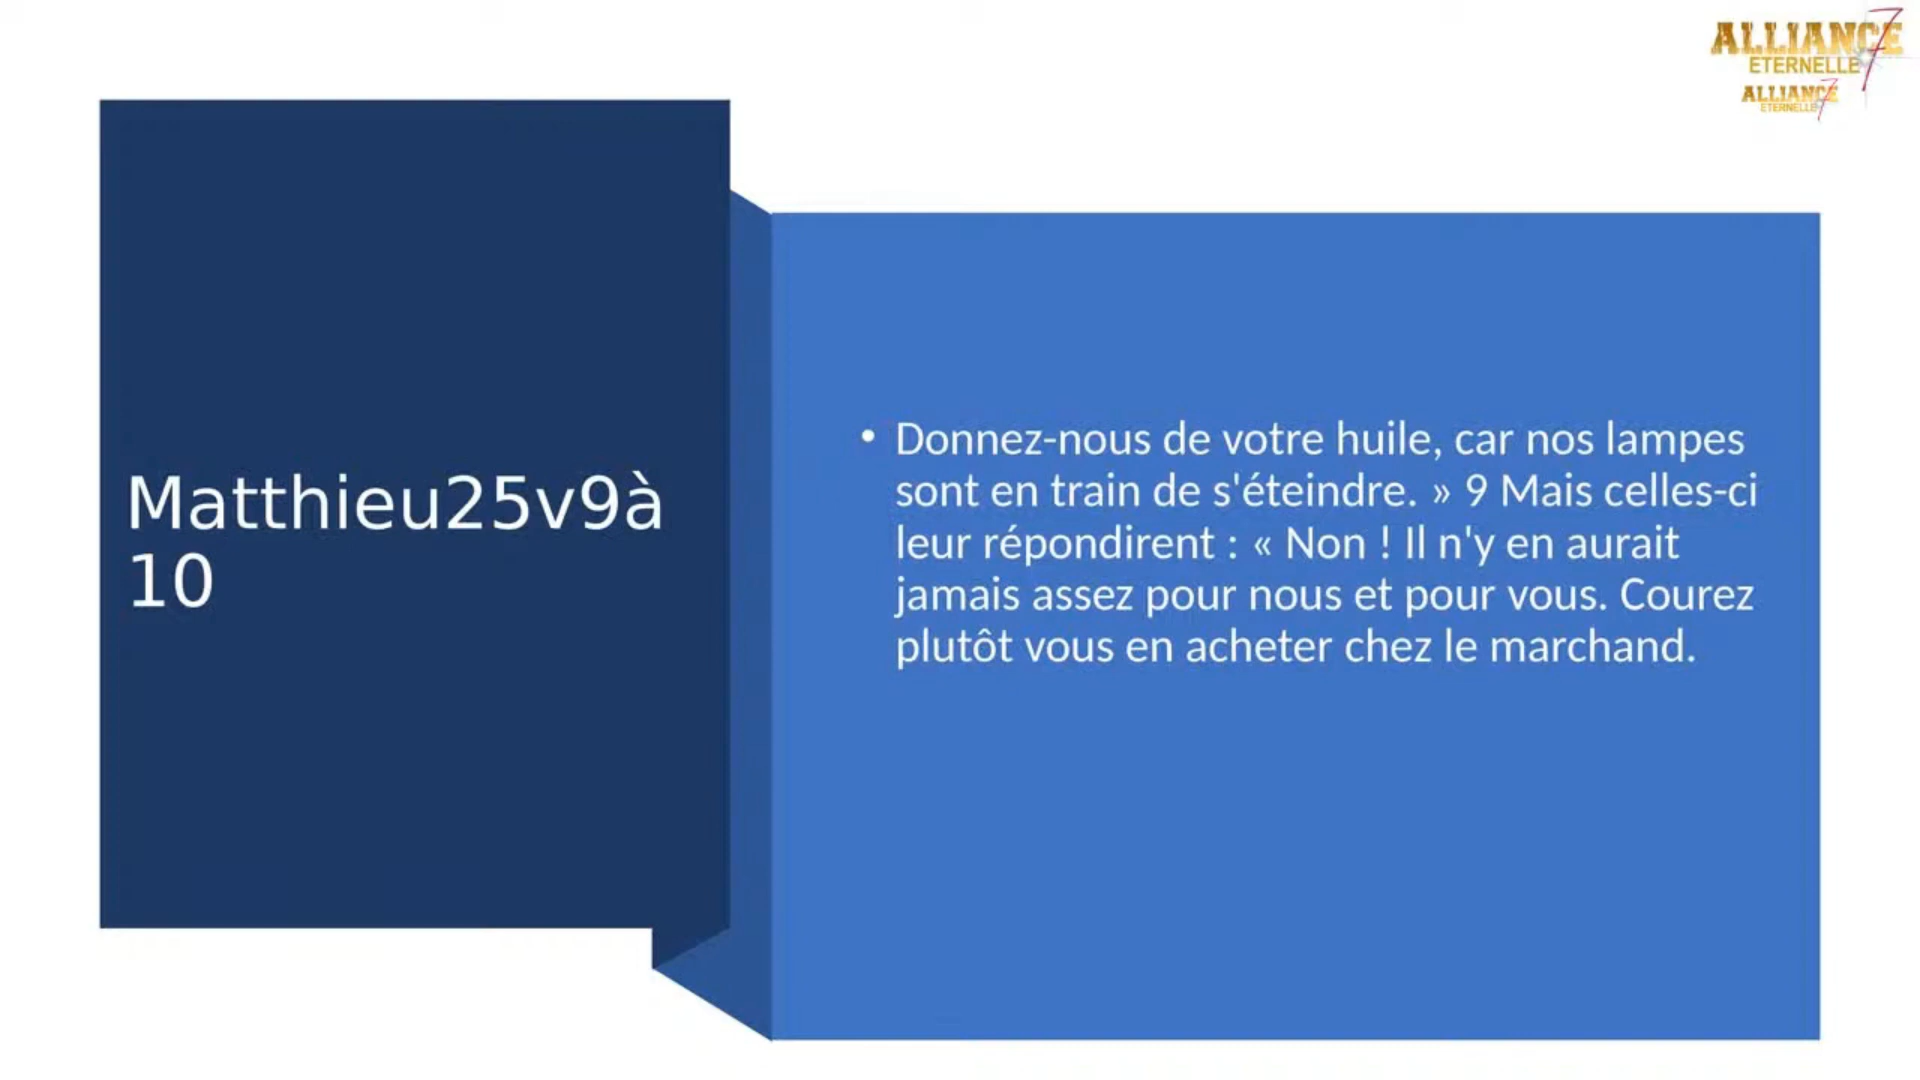 ALLIANCE 7
ETERNELLE
ALLIANCE 7
ETERNELLE
Matthieu25v9à
10
• Donnez-nous de votre huile, car nos lampes
sont en train de s'éteindre. » 9 Mais celles-ci
leur répondirent : « Non ! Il n'y en aurait
jamais assez pour nous et pour vous. Courez
plutôt vous en acheter chez le marchand.